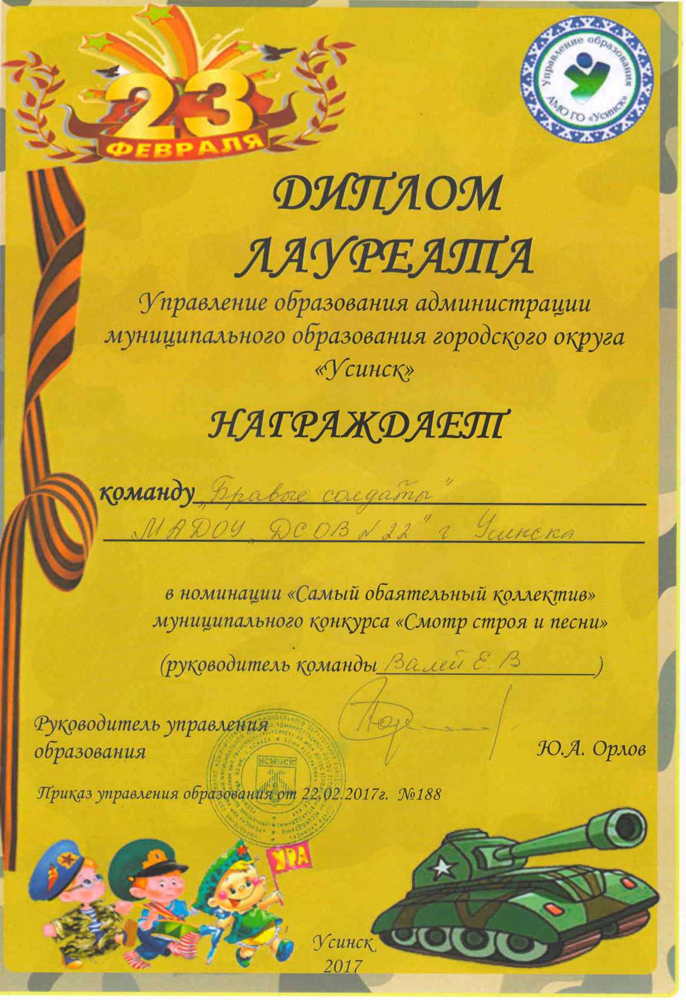 23
ФЕВРАЛЯ
Управление образования
АМО ГО «Усинск»
ДИПЛОМ
ЛАУРЕАТА
Управление образования администрации
муниципального образования городского округа
«Усинск»
НАГРАЖДАЕТ
команду „Бравые солдаты"
МАДОУ „ДСОВ N 22" г Усинска
в номинации «Самый обаятельный коллектив»
муниципального конкурса «Смотр строя и песни»
(руководитель команды Валей Е. В )
Руководитель управления
образования
Ю.А. Орлов
УСИНСК
Приказ управления образования от 22.02.2017г. №188
УРА
Усинск
2017